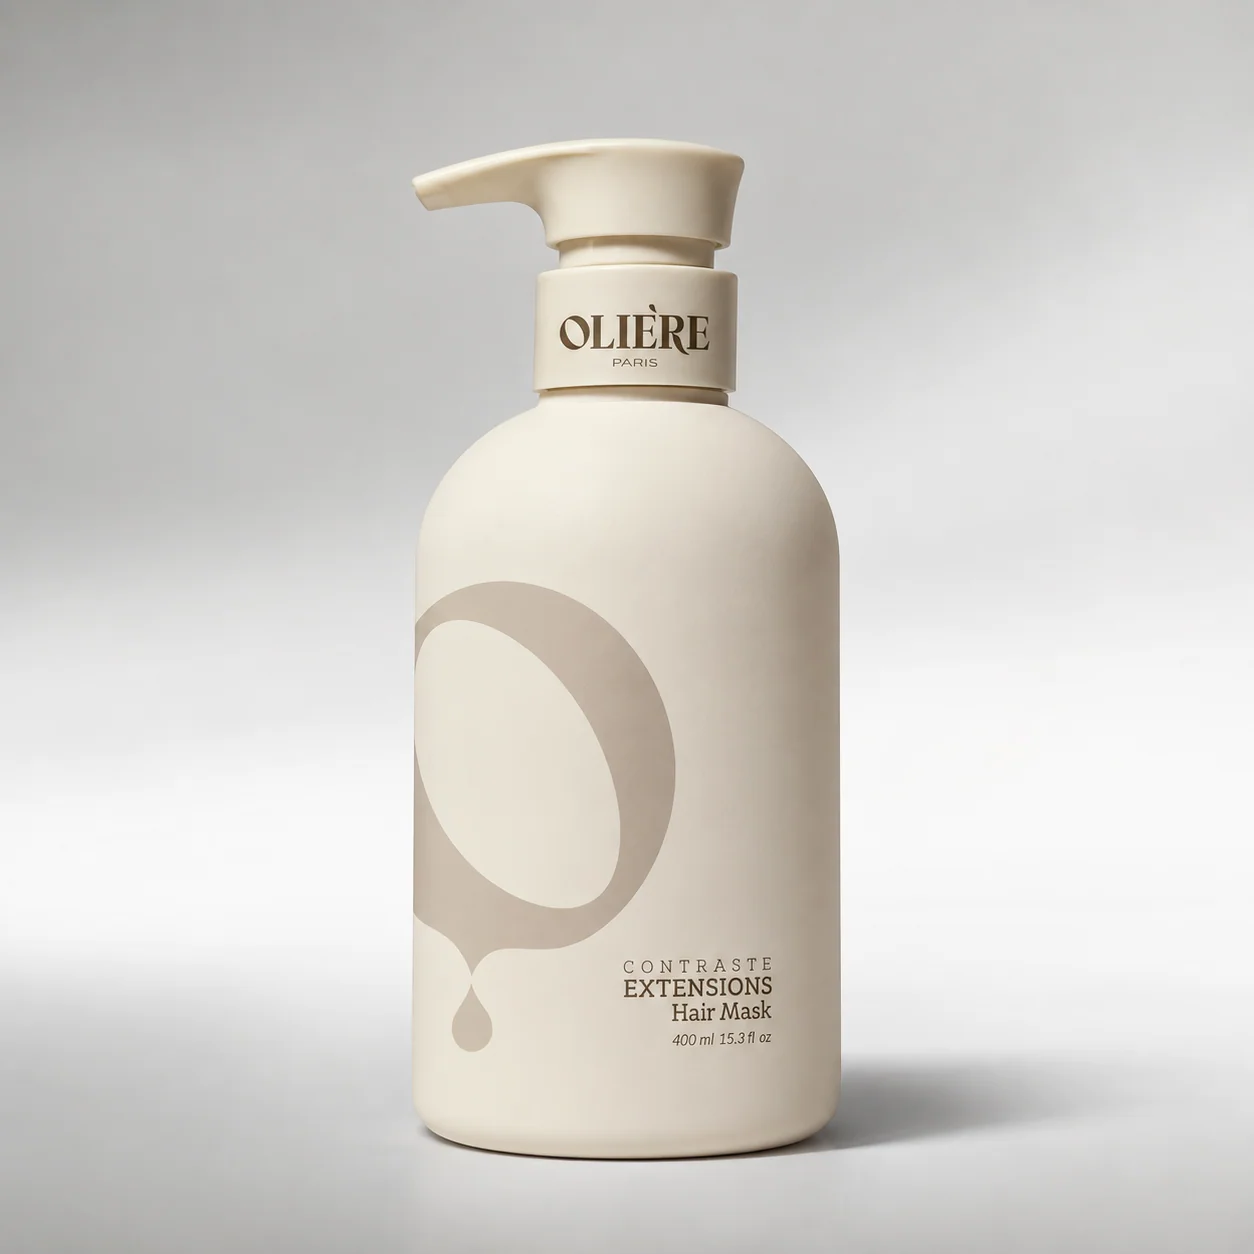 OLIÈRE
PARIS
CONTRASTE
EXTENSIONS
Hair Mask
400 ml 15.3 fl oz